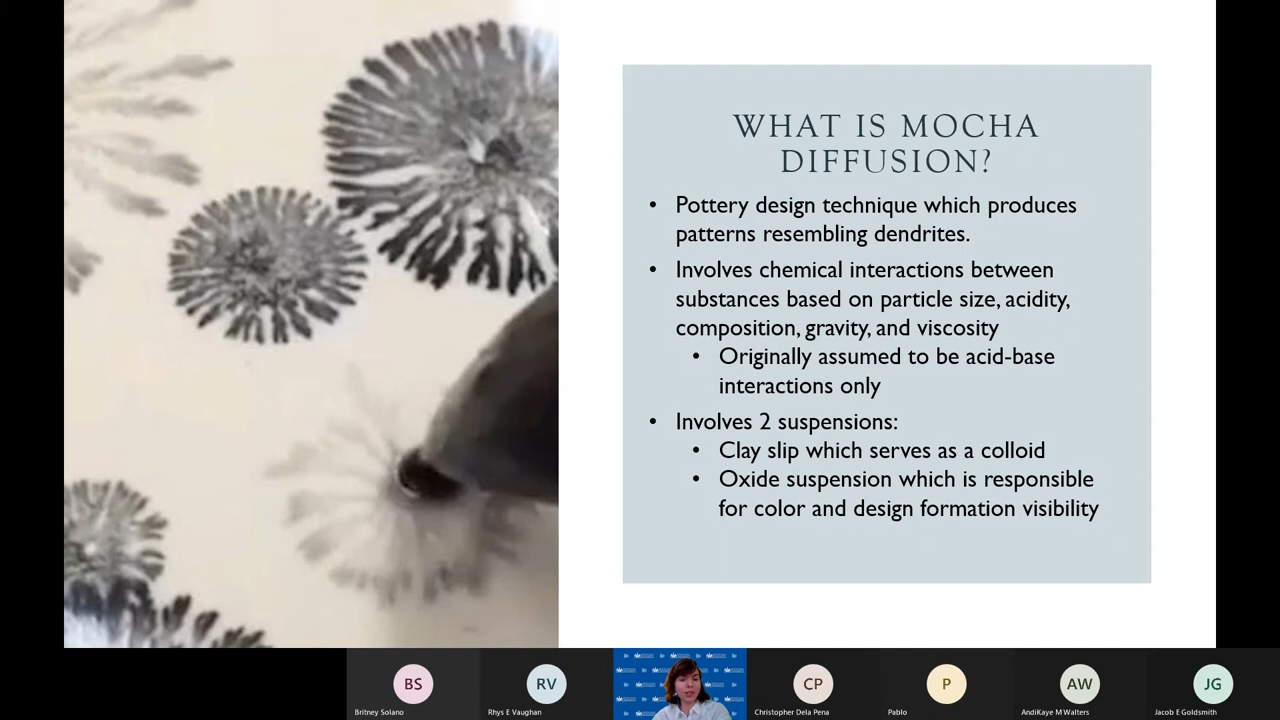 WHAT IS MOCHA
DIFFUSION?
• Pottery design technique which produces
patterns resembling dendrites.
• Involves chemical interactions between
substances based on particle size, acidity,
composition, gravity, and viscosity
• Originally assumed to be acid-base
interactions only
• Involves 2 suspensions:
• Clay slip which serves as a colloid
• Oxide suspension which is responsible
for color and design formation visibility
BS
RV
CP
P
AW
JG
Britney Solano
Rhys E Vaughan
Christopher Dela Pena
Pablo
AndiKaye M Walters
Jacob E Goldsmith